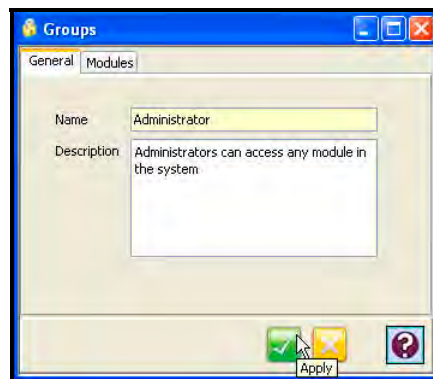 Groups
General Modules
Name Administrator
Description Administrators can access any module in
the system
?
Apply